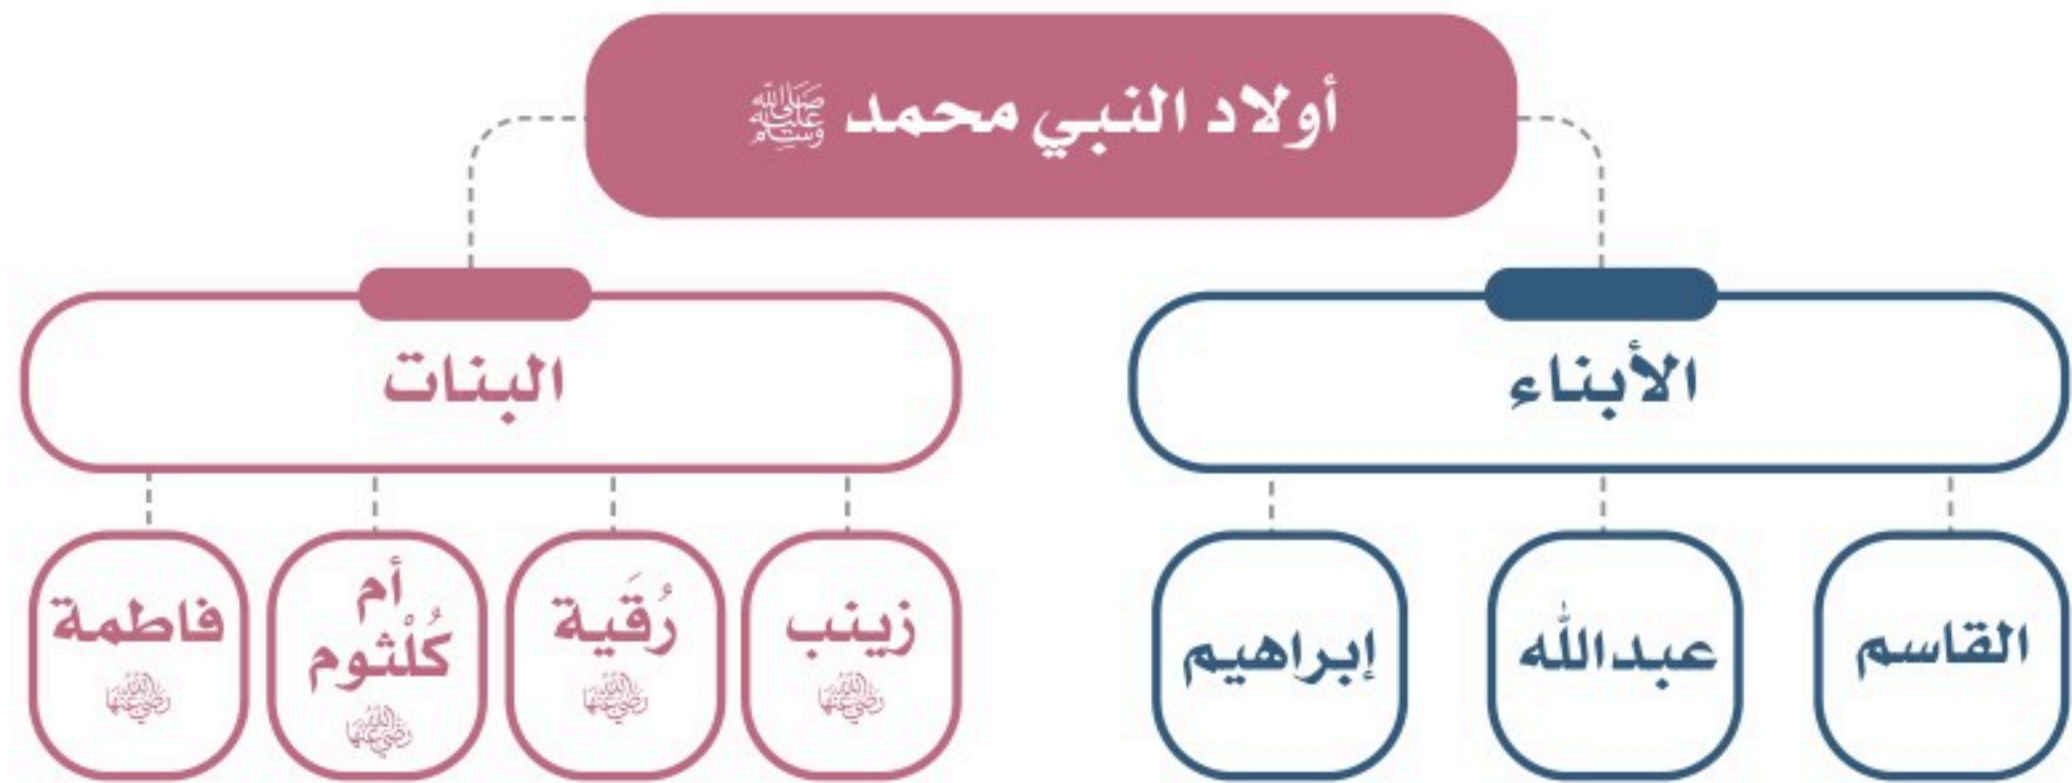 أولاد النبي محمد ﷺ
الأبناء
البنات
القاسم
عبدالله
إبراهيم
زينب
رضي الله عنها
رُقَية
رضي الله عنها
أم
كُلْثوم
رضي الله عنها
فاطمة
رضي الله عنها